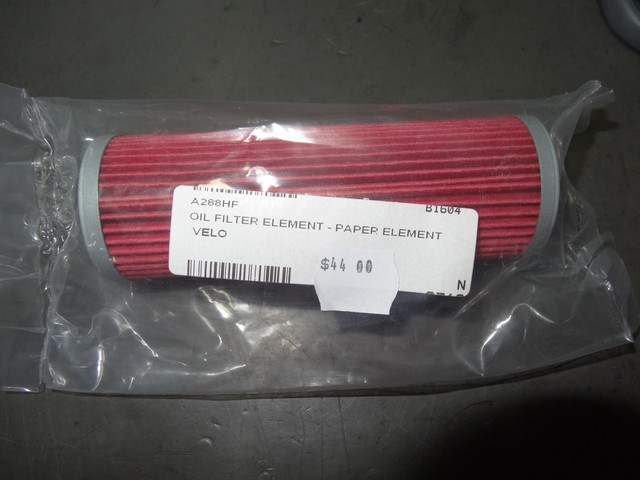 A288HF B1604
OIL FILTER ELEMENT - PAPER ELEMENT
VELO
$44 00
N